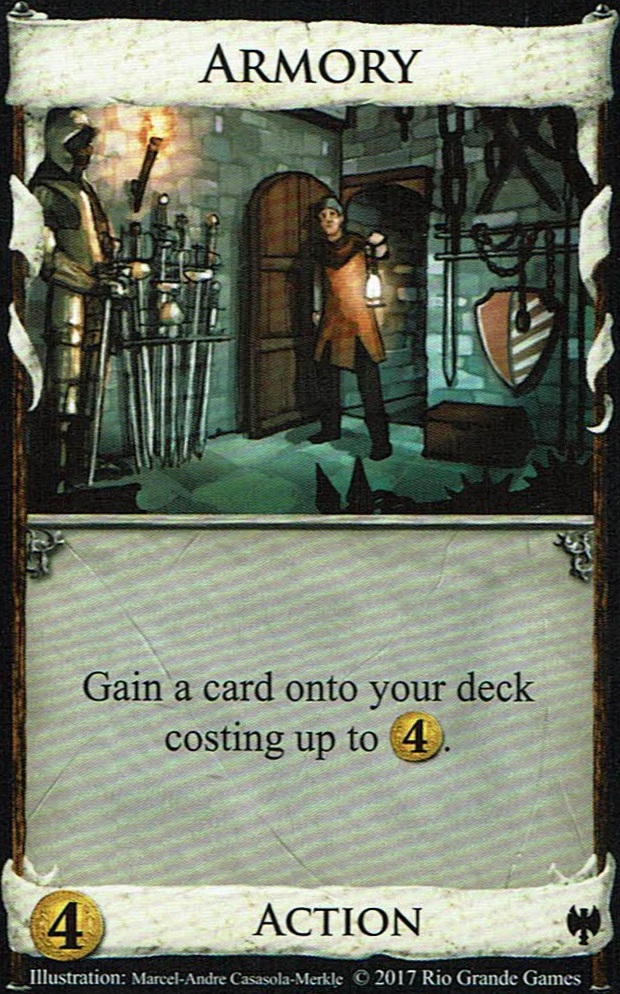 ARMORY
Gain a card onto your deck
costing up to 4.
4 ACTION
Illustration: Marcel-Andre Casasola-Merkle © 2017 Rio Grande Games